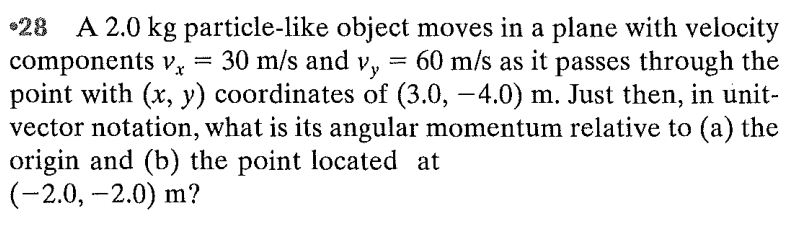 •28 A 2.0 kg particle-like object moves in a plane with velocity
components vₓ = 30 m/s and v_y = 60 m/s as it passes through the
point with (x, y) coordinates of (3.0, −4.0) m. Just then, in unit-
vector notation, what is its angular momentum relative to (a) the
origin and (b) the point located at
(−2.0, −2.0) m?